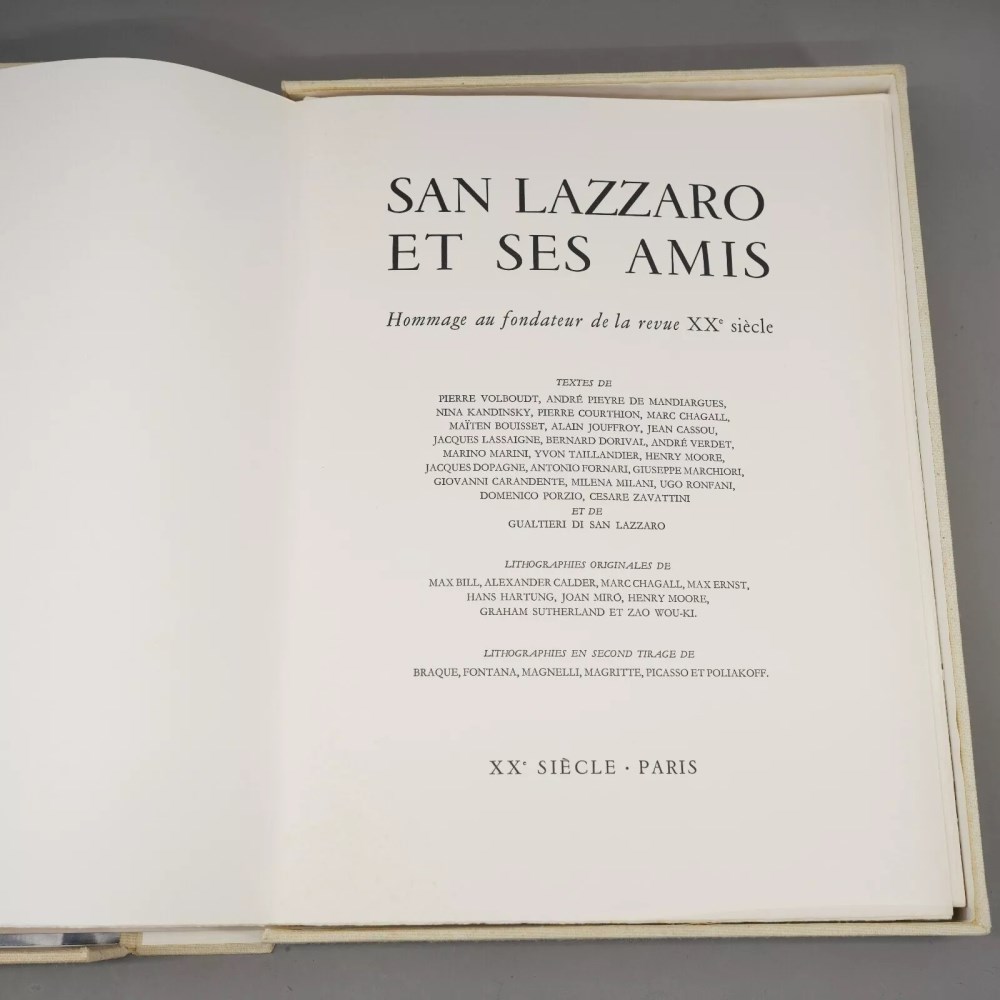 SAN LAZZARO
ET SES AMIS
Hommage au fondateur de la revue XXe siècle
TEXTES DE
PIERRE VOLBOUDT, ANDRÉ PIEYRE DE MANDIARGUES,
NINA KANDINSKY, PIERRE COURTHION, MARC CHAGALL,
MAÏTEN BOUISSET, ALAIN JOUFFROY, JEAN CASSOU,
JACQUES LASSAIGNE, BERNARD DORIVAL, ANDRÉ VERDET,
MARINO MARINI, YVON TAILLANDIER, HENRY MOORE,
JACQUES DOPAGNE, ANTONIO FORNARI, GIUSEPPE MARCHIORI,
GIOVANNI CARANDENTE, MILENA MILANI, UGO RONFANI,
DOMENICO PORZIO, CESARE ZAVATTINI
ET DE
GUALTIERI DI SAN LAZZARO
LITHOGRAPHIES ORIGINALES DE
MAX BILL, ALEXANDER CALDER, MARC CHAGALL, MAX ERNST,
HANS HARTUNG, JOAN MIRÓ, HENRY MOORE,
GRAHAM SUTHERLAND ET ZAO WOU-KI.
LITHOGRAPHIES EN SECOND TIRAGE DE
BRAQUE, FONTANA, MAGNELLI, MAGRITTE, PICASSO ET POLIAKOFF.
XXe SIÈCLE · PARIS